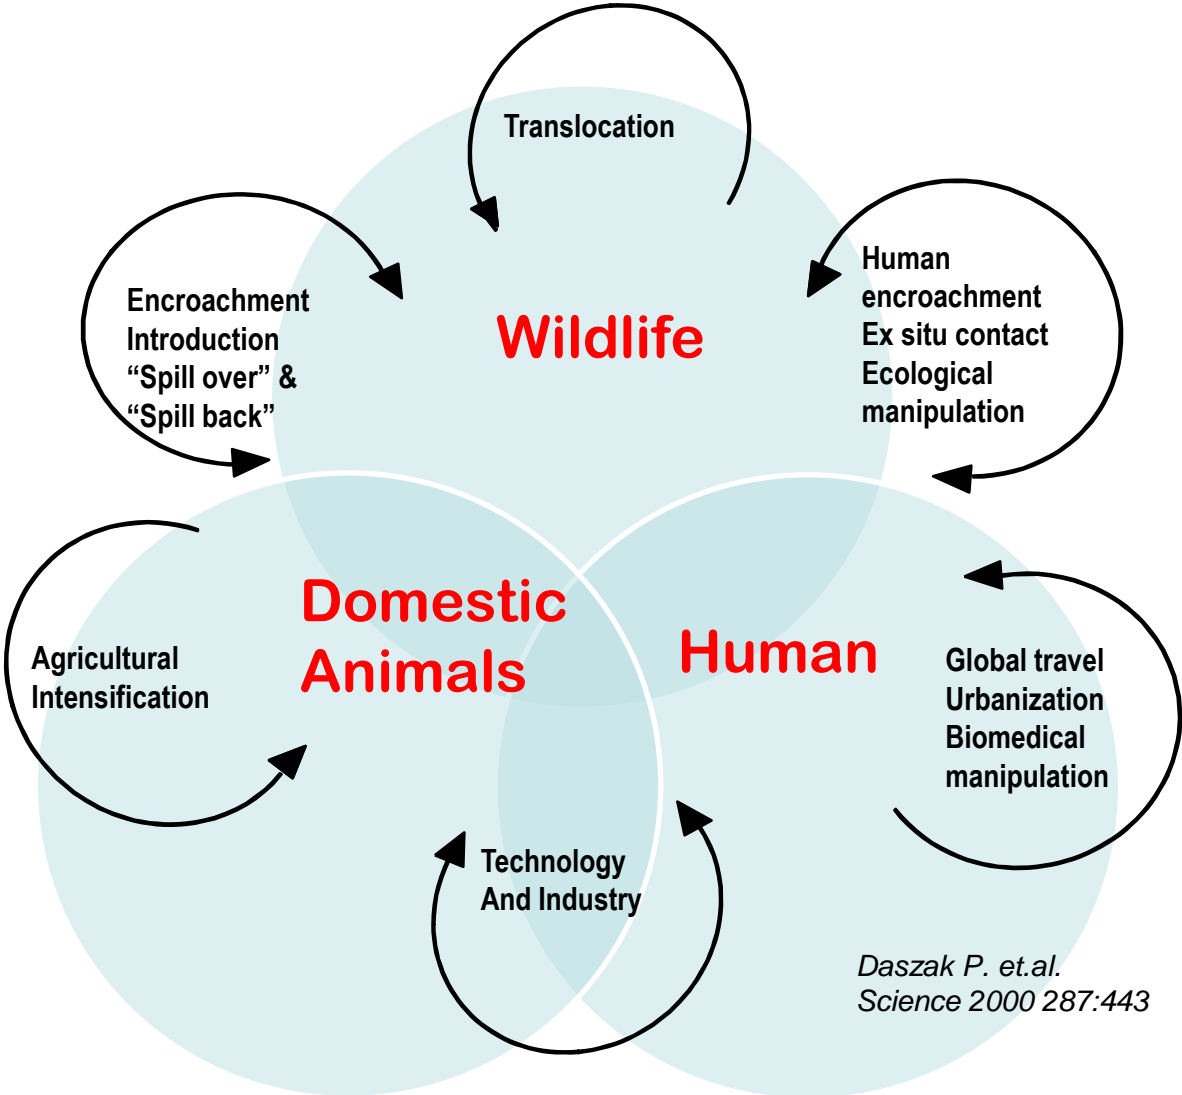 Translocation
Human
encroachment
Ex situ contact
Ecological
manipulation
Encroachment
Introduction
“Spill over” &
“Spill back”
Wildlife
Domestic
Animals
Human
Agricultural
Intensification
Global travel
Urbanization
Biomedical
manipulation
Technology
And Industry
Daszak P. et.al.
Science 2000 287:443